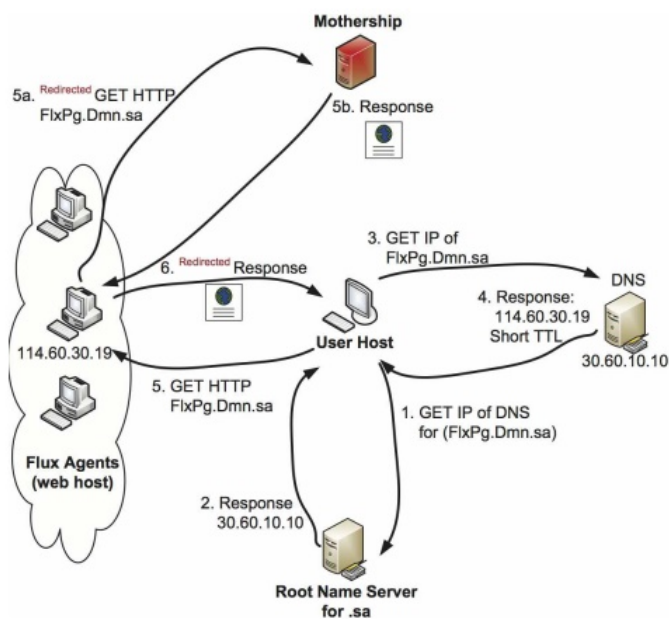 Mothership
5a. Redirected GET HTTP
FlxPg.Dmn.sa
5b. Response
3. GET IP of
FlxPg.Dmn.sa
6. Redirected Response
DNS
4. Response:
114.60.30.19
Short TTL
User Host
114.60.30.19
30.60.10.10
5. GET HTTP
FlxPg.Dmn.sa
1. GET IP of DNS
for (FlxPg.Dmn.sa)
Flux Agents
(web host)
2. Response
30.60.10.10
Root Name Server
for .sa